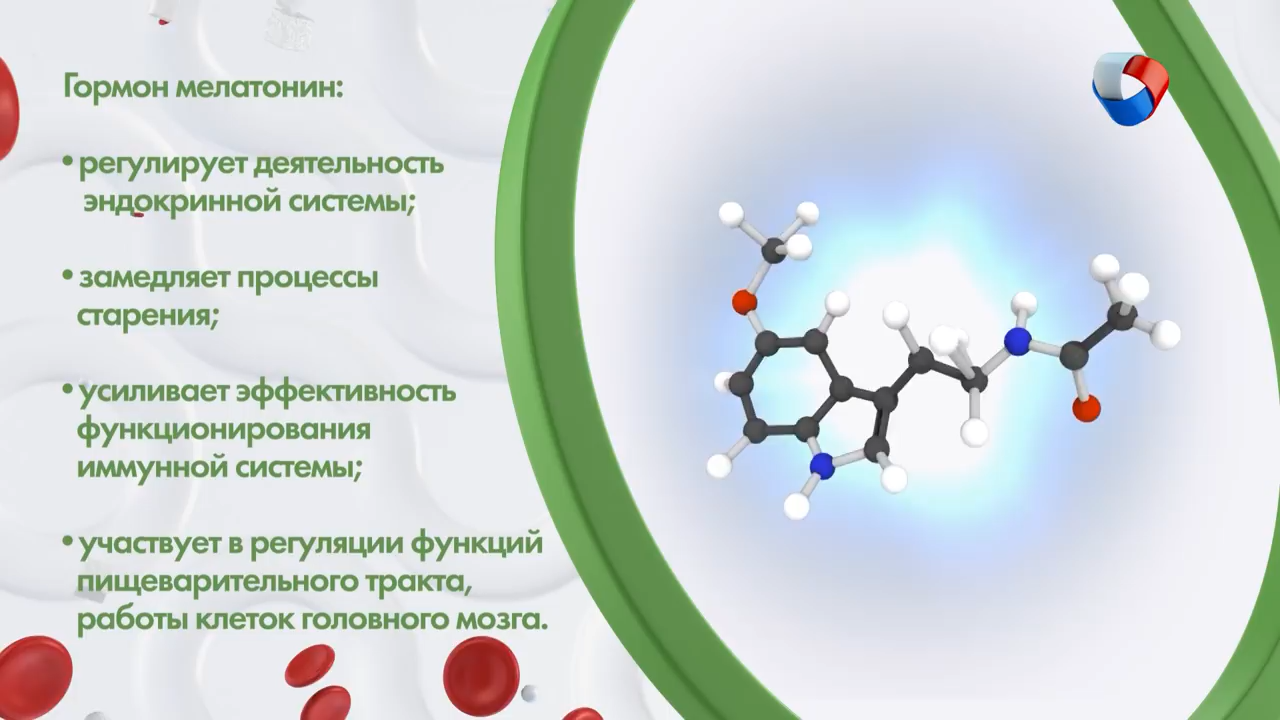 Гормон мелатонин:
• регулирует деятельность
эндокринной системы;
• замедляет процессы
старения;
• усиливает эффективность
функционирования
иммунной системы;
• участвует в регуляции функций
пищеварительного тракта,
работы клеток головного мозга.